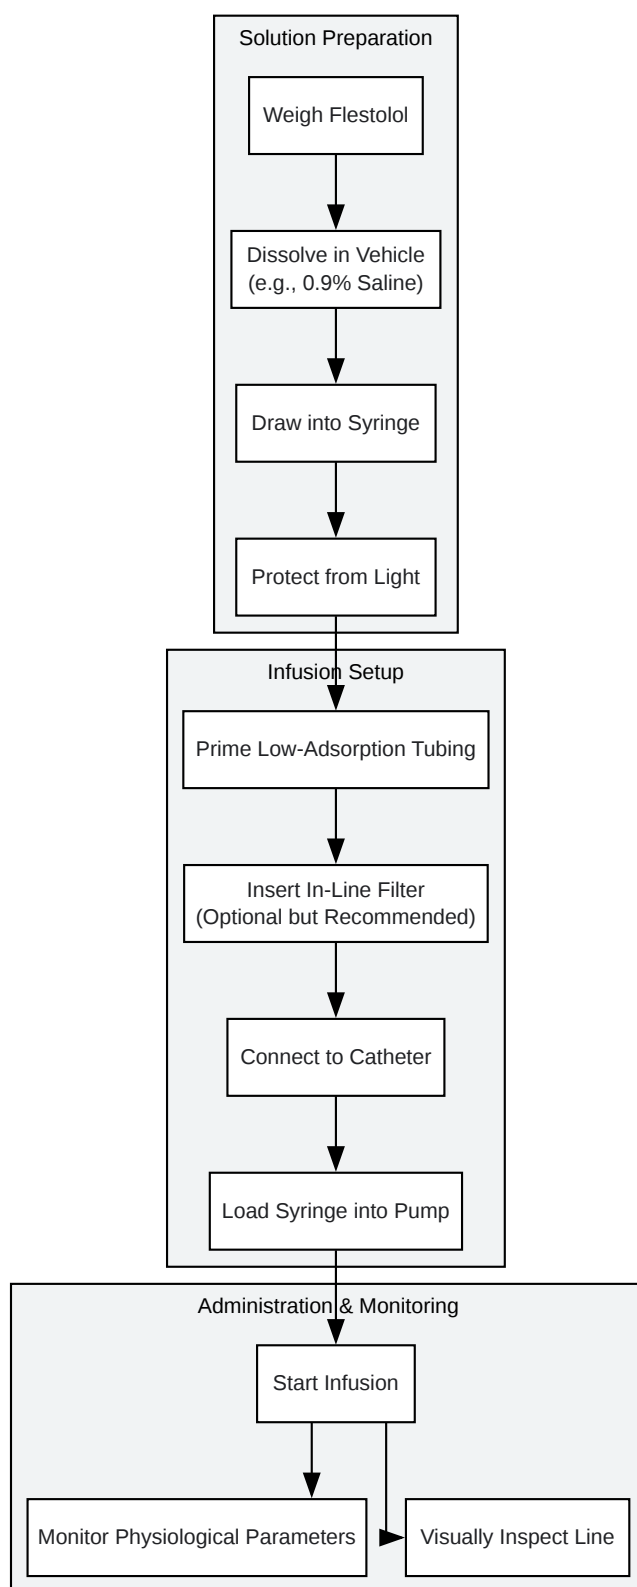 Solution Preparation
Weigh Flestolol
Dissolve in Vehicle
(e.g., 0.9% Saline)
Draw into Syringe
Protect from Light
Infusion Setup
Prime Low-Adsorption Tubing
Insert In-Line Filter
(Optional but Recommended)
Connect to Catheter
Load Syringe into Pump
Administration & Monitoring
Start Infusion
Monitor Physiological Parameters
Visually Inspect Line